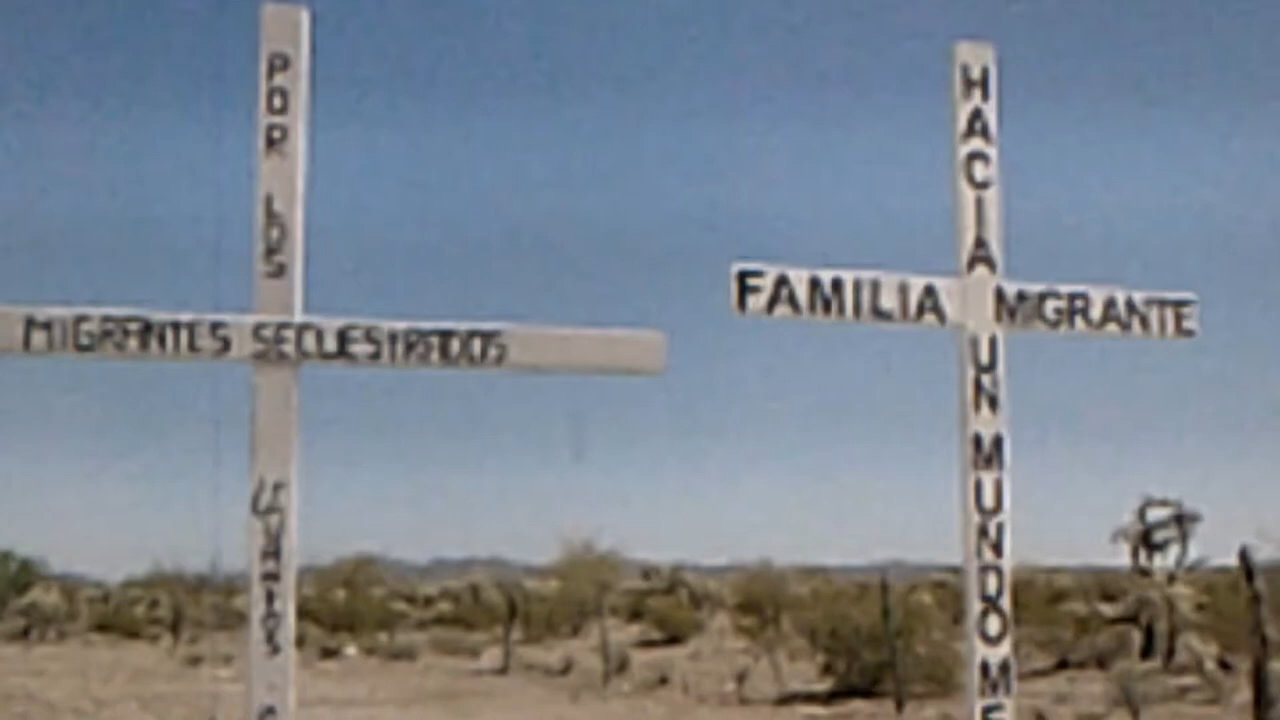 POR LOS
MIGRANTES SECUESTRADOS
HACIA UN MUNDO
FAMILIA MIGRANTE